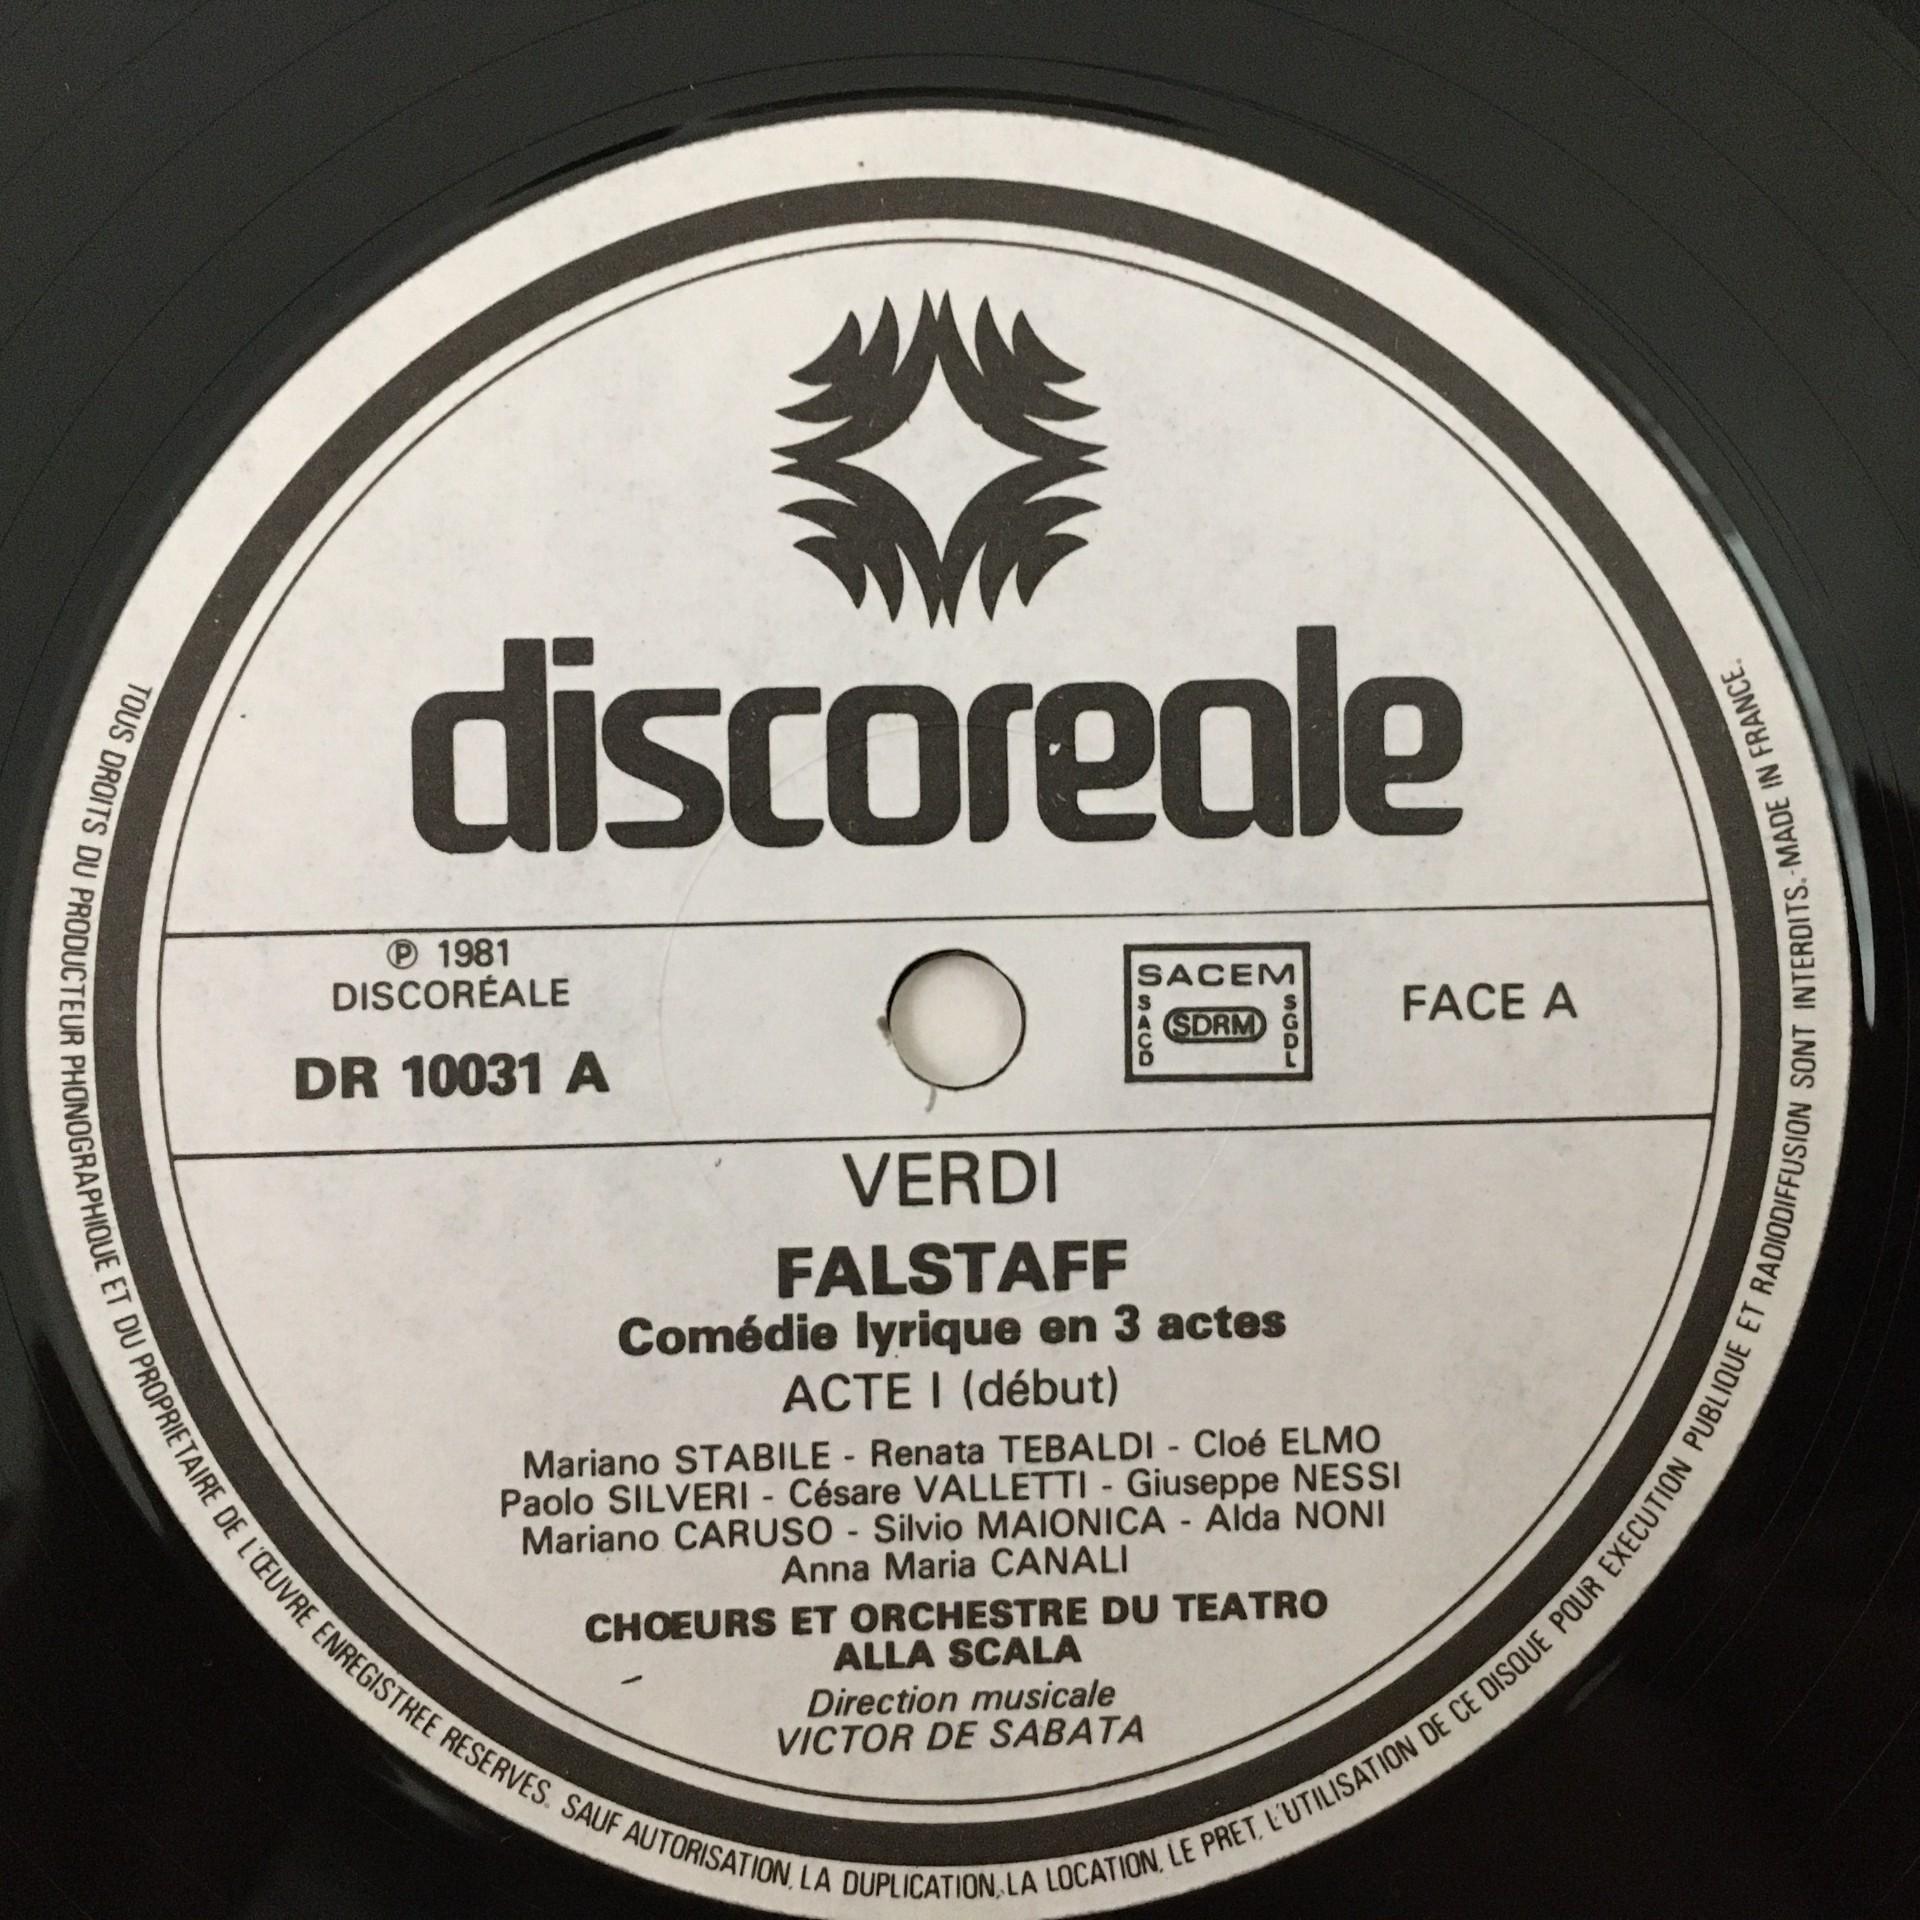 discoreale
℗ 1981
DISCORÉALE
DR 10031 A
SACEM
SACD
SDRM
SGDL
FACE A
VERDI
FALSTAFF
Comédie lyrique en 3 actes
ACTE I (début)
Mariano STABILE - Renata TEBALDI - Cloé ELMO
Paolo SILVERI - Césare VALLETTI - Giuseppe NESSI
Mariano CARUSO - Silvio MAIONICA - Alda NONI
Anna Maria CANALI
CHŒURS ET ORCHESTRE DU TEATRO
ALLA SCALA
Direction musicale
VICTOR DE SABATA
TOUS DROITS DU PRODUCTEUR PHONOGRAPHIQUE ET DU PROPRIETAIRE DE L'ŒUVRE ENREGISTREE RESERVES. SAUF AUTORISATION, LA DUPLICATION, LA LOCATION, LE PRET, L'UTILISATION DE CE DISQUE POUR EXECUTION PUBLIQUE ET RADIODIFFUSION SONT INTERDITS.-MADE IN FRANCE.